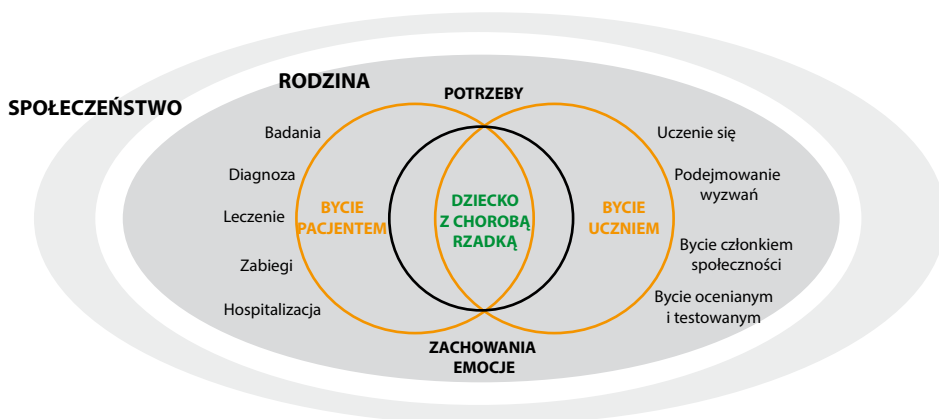 RODZINA
SPOŁECZEŃSTWO
POTRZEBY
Badania
Diagnoza
Leczenie
Zabiegi
Hospitalizacja
BYCIE
PACJENTEM
DZIECKO
Z CHOROBĄ
RZADKĄ
BYCIE
UCZNIEM
Uczenie się
Podejmowanie
wyzwań
Bycie członkiem
społeczności
Bycie ocenianym
i testowanym
ZACHOWANIA
EMOCJE